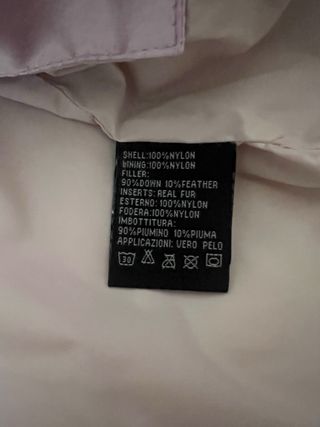 SHELL:100%NYLON
LINING:100%NYLON
FILLER:
90%DOWN 10%FEATHER
INSERTS: REAL FUR
ESTERNO: 100%NYLON
FODERA:100%NYLON
IMBOTTITURA:
90%PIUMINO 10%PIUMA
APPLICAZIONI: VERO PELO
30